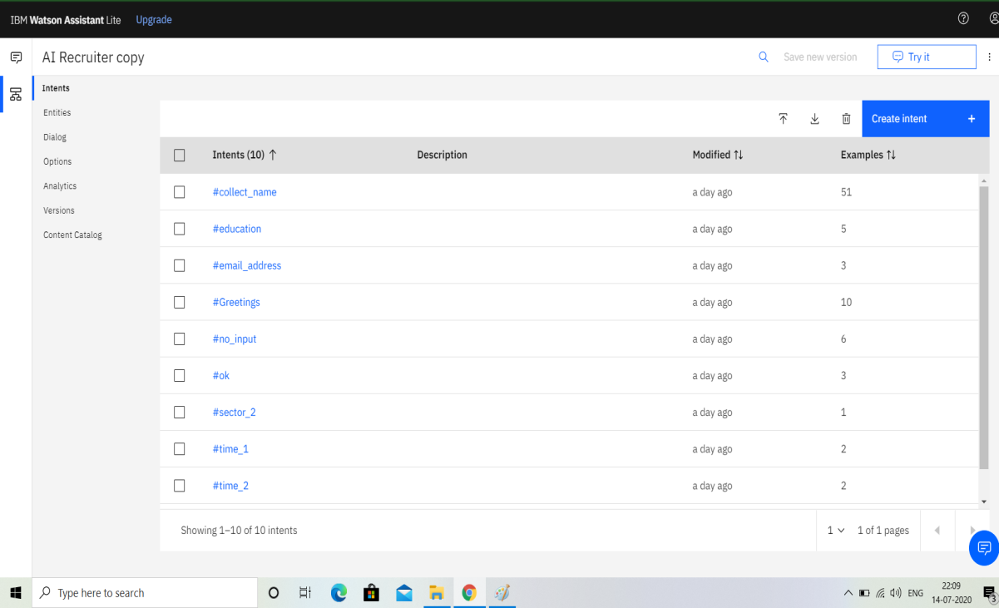 IBM Watson Assistant Lite Upgrade
AI Recruiter copy Save new version Try it
Intents
Entities
Dialog
Options
Analytics
Versions
Content Catalog
Create intent +
Intents (10) ↑ Description Modified ↑↓ Examples ↑↓
#collect_name a day ago 51
#education a day ago 5
#email_address a day ago 3
#Greetings a day ago 10
#no_input a day ago 6
#ok a day ago 3
#sector_2 a day ago 1
#time_1 a day ago 2
#time_2 a day ago 2
Showing 1–10 of 10 intents 1 1 of 1 pages
Type here to search ENG 22:09
14-07-2020 3